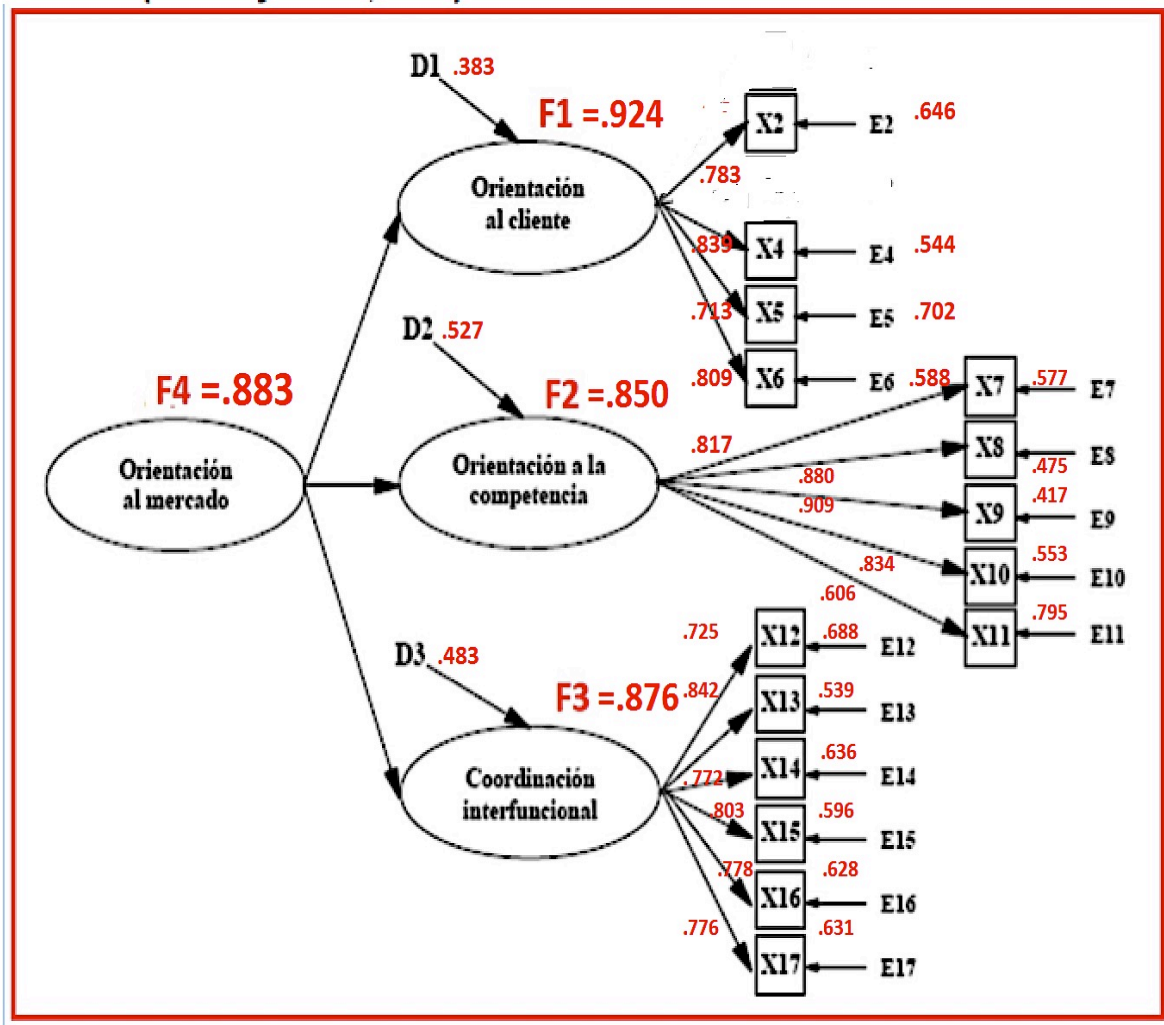 D1 .383
F1 =.924
X2
E2
.646
.783
Orientación
al cliente
.839
X4
E4
.544
.713
X5
E5
.702
.809
X6
E6
D2 .527
F2 =.850
F4 =.883
Orientación
al mercado
Orientación a la
competencia
.588
X7
.577
E7
.817
X8
E8
.475
.880
X9
.417
E9
.909
X10
.553
E10
.834
.606
X11
.795
E11
D3 .483
F3 =.876
Coordinación
interfuncional
.725
X12
.688
E12
.842
X13
.539
E13
.772
X14
.636
E14
.803
X15
.596
E15
.778
X16
.628
E16
.776
X17
.631
E17